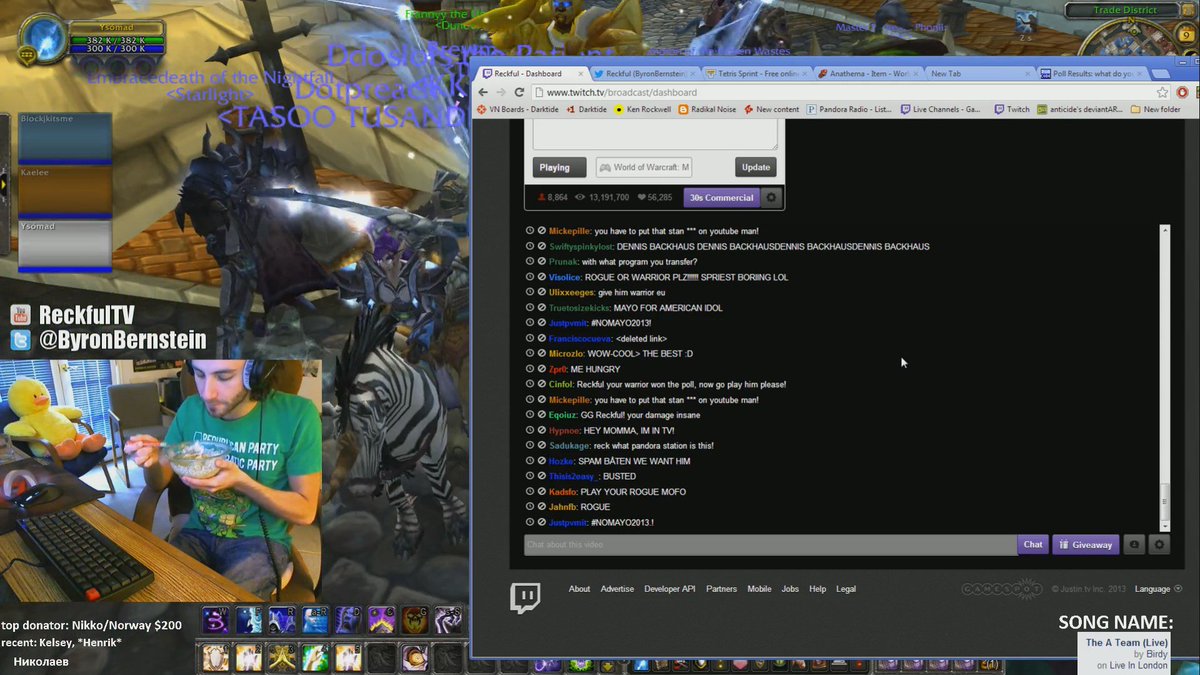 Ysomad
382 K / 382 K
300 K / 300 K
Embracedeath of the Nightfall
<Starlight>
<TASOO TUSAND
Trade District
Blockjkitsme
Kaelee
Ysomad
ReckfulTV
@ByronBernstein
Reckful - Dashboard
Reckful (ByronBernstein)
Tetris Sprint - Free online
Anathema - Item - Worl
New Tab
Poll Results: what do yo
www.twitch.tv/broadcast/dashboard
VN Boards - Darktide
Darktide
Ken Rockwell
Radikal Noise
New content
Pandora Radio - List...
Live Channels - Ga...
Twitch
anticide's deviantAR...
New folder
Playing
World of Warcraft: M
Update
8,864
13,191,700
56,285
30s Commercial
Mickepille: you have to put that stan *** on youtube man!
Swiftyspinkylost: DENNIS BACKHAUS DENNIS BACKHAUSDENNIS BACKHAUSDENNIS BACKHAUS
Prunak: with what program you transfer?
Visolice: ROGUE OR WARRIOR PLZ!!!!!! SPRIEST BORIING LOL
Ulixxeeges: give him warrior eu
Truetosizekicks: MAYO FOR AMERICAN IDOL
Justpvmit: #NOMAYO2013!
Franciscocueva: <deleted link>
Microzlo: WOW-COOL> THE BEST :D
Zpr0: ME HUNGRY
Cinfol: Reckful your warrior won the poll, now go play him please!
Mickepille: you have to put that stan *** on youtube man!
Eqoiuz: GG Reckful! your damage insane
Hypnoe: HEY MOMMA, IM IN TV!
Sadukage: reck what pandora station is this!
Hozke: SPAM BÅTEN WE WANT HIM
Thisis2easy_: BUSTED
Kadsfo: PLAY YOUR ROGUE MOFO
Jahnfb: ROGUE
Justpvmit: #NOMAYO2013.!
Chat about this video
Chat
Giveaway
About
Advertise
Developer API
Partners
Mobile
Jobs
Help
Legal
GAMESPOT
© Justin.tv Inc. 2013
Language
top donator: Nikko/Norway $200
recent: Kelsey, *Henrik*
Николаев
SONG NAME:
The A Team (Live)
by Birdy
on Live In London